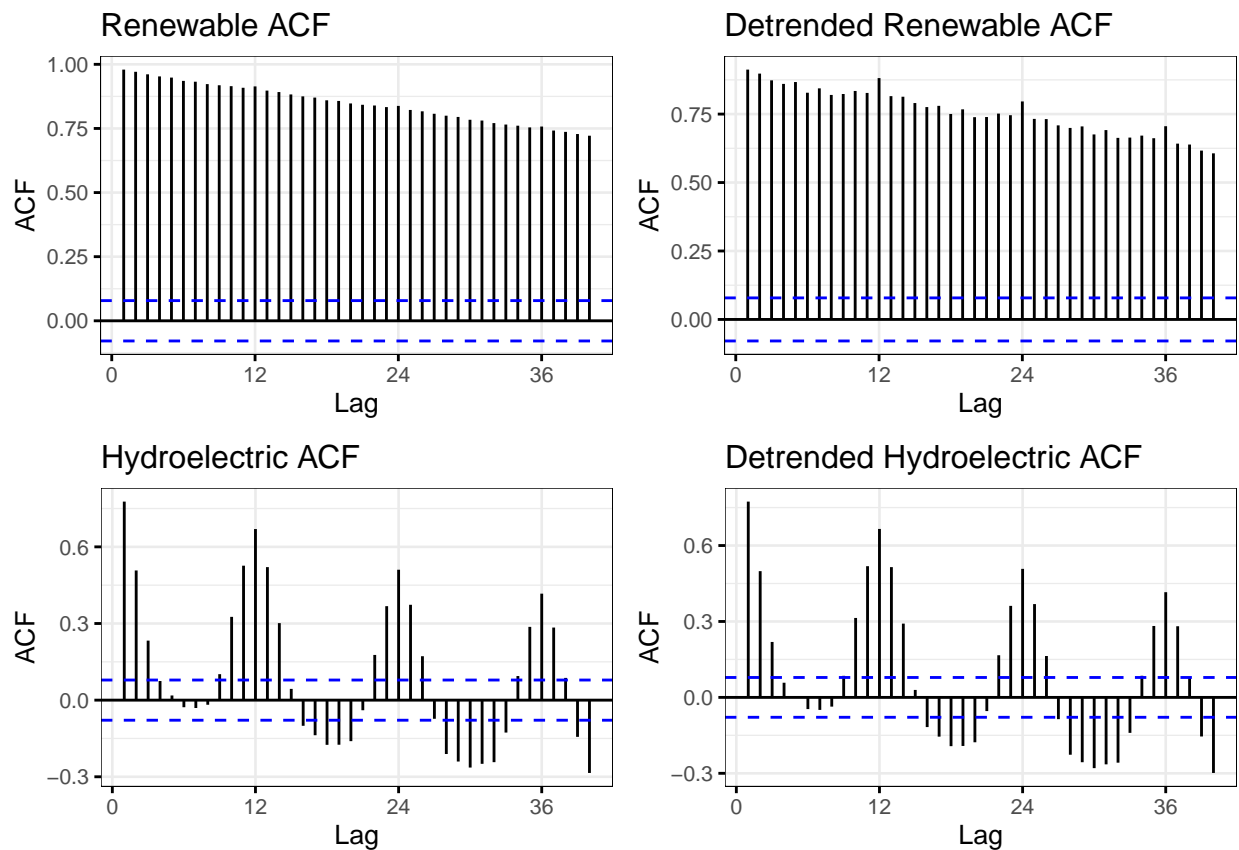 Renewable ACF
1.00
0.75
0.50
0.25
0.00
ACF
0 12 24 36
Lag
Detrended Renewable ACF
0.75
0.50
0.25
0.00
ACF
0 12 24 36
Lag
Hydroelectric ACF
0.6
0.3
0.0
−0.3
ACF
0 12 24 36
Lag
Detrended Hydroelectric ACF
0.6
0.3
0.0
−0.3
ACF
0 12 24 36
Lag